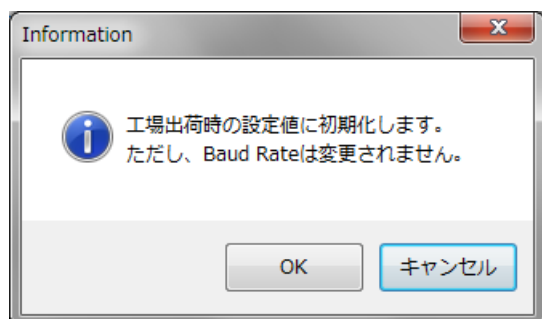 Information
工場出荷時の設定値に初期化します。
ただし、Baud Rateは変更されません。
OK
キャンセル